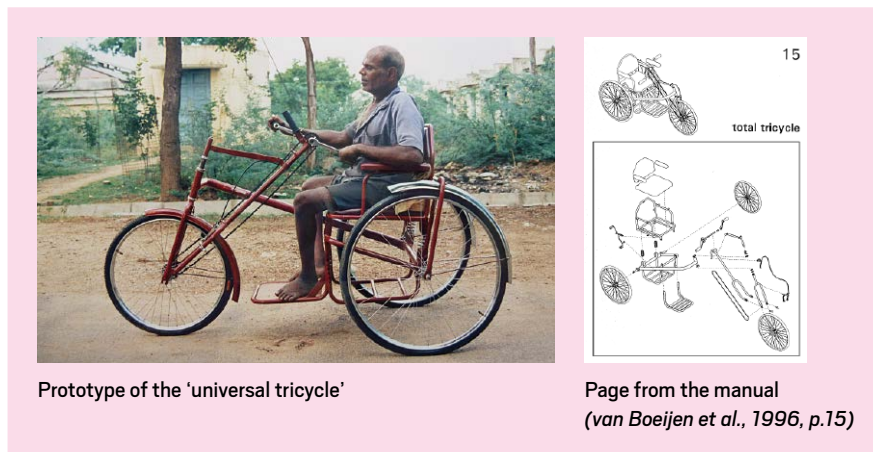 15
total tricycle
Prototype of the ‘universal tricycle’
Page from the manual
(van Boeijen et al., 1996, p.15)